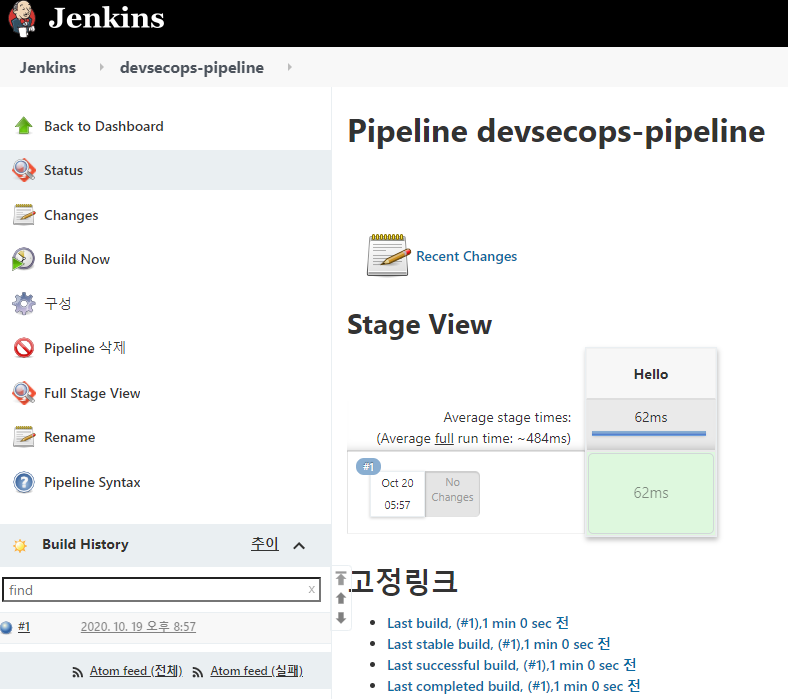 Jenkins
Jenkins devsecops-pipeline
Back to Dashboard
Status
Changes
Build Now
구성
Pipeline 삭제
Full Stage View
Rename
Pipeline Syntax
Build History 추이
find x
#1 2020. 10. 19 오후 8:57
Atom feed (전체) Atom feed (실패)
Pipeline devsecops-pipeline
Recent Changes
Stage View
Hello
Average stage times: 62ms
(Average full run time: ~484ms)
#1
Oct 20
05:57
No
Changes
62ms
고정링크
Last build, (#1),1 min 0 sec 전
Last stable build, (#1),1 min 0 sec 전
Last successful build, (#1),1 min 0 sec 전
Last completed build, (#1),1 min 0 sec 전